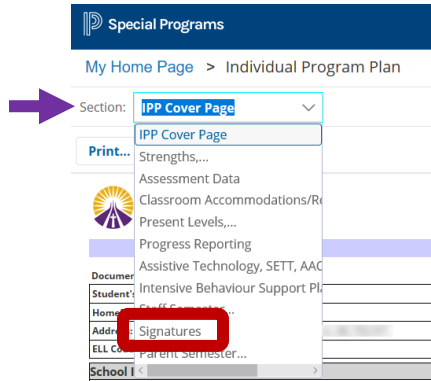 Special Programs
My Home Page > Individual Program Plan
Section: IPP Cover Page
IPP Cover Page
Print... Strengths,...
Assessment Data
Classroom Accommodations/Re
Present Levels,...
Progress Reporting
Assistive Technology, SETT, AAC
Documen
Intensive Behaviour Support Pla
Student's
Home
Staff Semester...
Addre Signatures
ELL Co Parent Semester...
School I